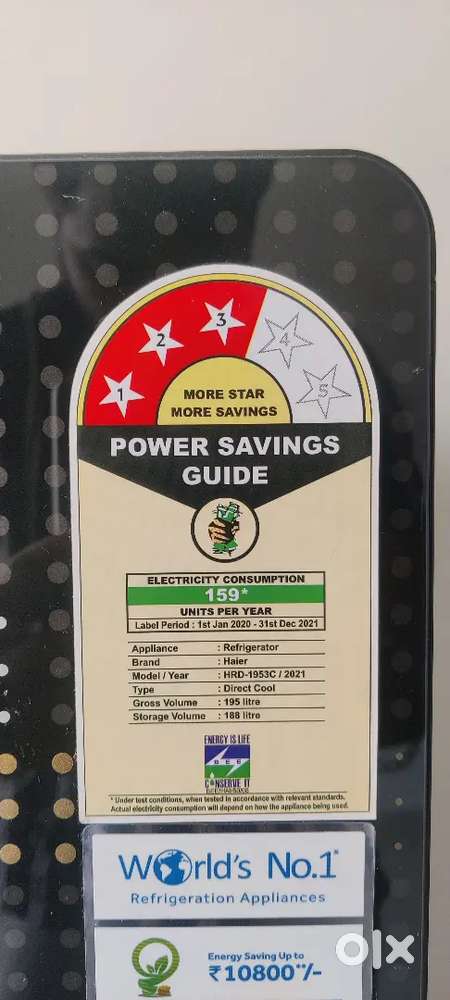 1 2 3 4 5
MORE STAR
MORE SAVINGS
POWER SAVINGS
GUIDE
ELECTRICITY CONSUMPTION
159*
UNITS PER YEAR
Label Period : 1st Jan 2020 - 31st Dec 2021
Appliance : Refrigerator
Brand : Haier
Model / Year : HRD-1953C / 2021
Type : Direct Cool
Gross Volume : 195 litre
Storage Volume : 188 litre
ENERGY IS LIFE
BEE
CONSERVE IT
* Under test conditions, when tested in accordance with relevant standards.
Actual electricity consumption will depend on how the appliance being used.
World's No.1*
Refrigeration Appliances
Energy Saving Up to
₹10800**/-
olx